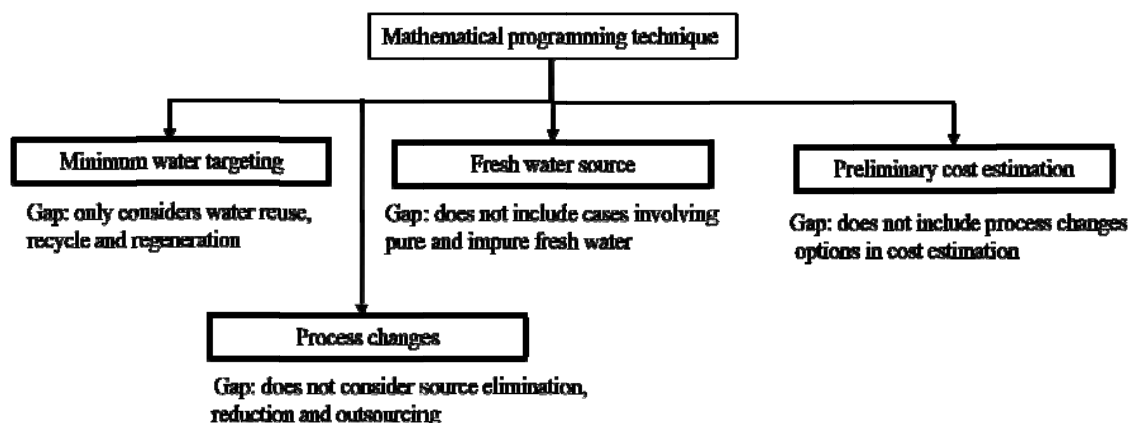 Mathematical programming technique
Minimum water targeting
Gap: only considers water reuse,
recycle and regeneration
Fresh water source
Gap: does not include cases involving
pure and impure fresh water
Preliminary cost estimation
Gap: does not include process changes
options in cost estimation
Process changes
Gap: does not consider source elimination,
reduction and outsourcing